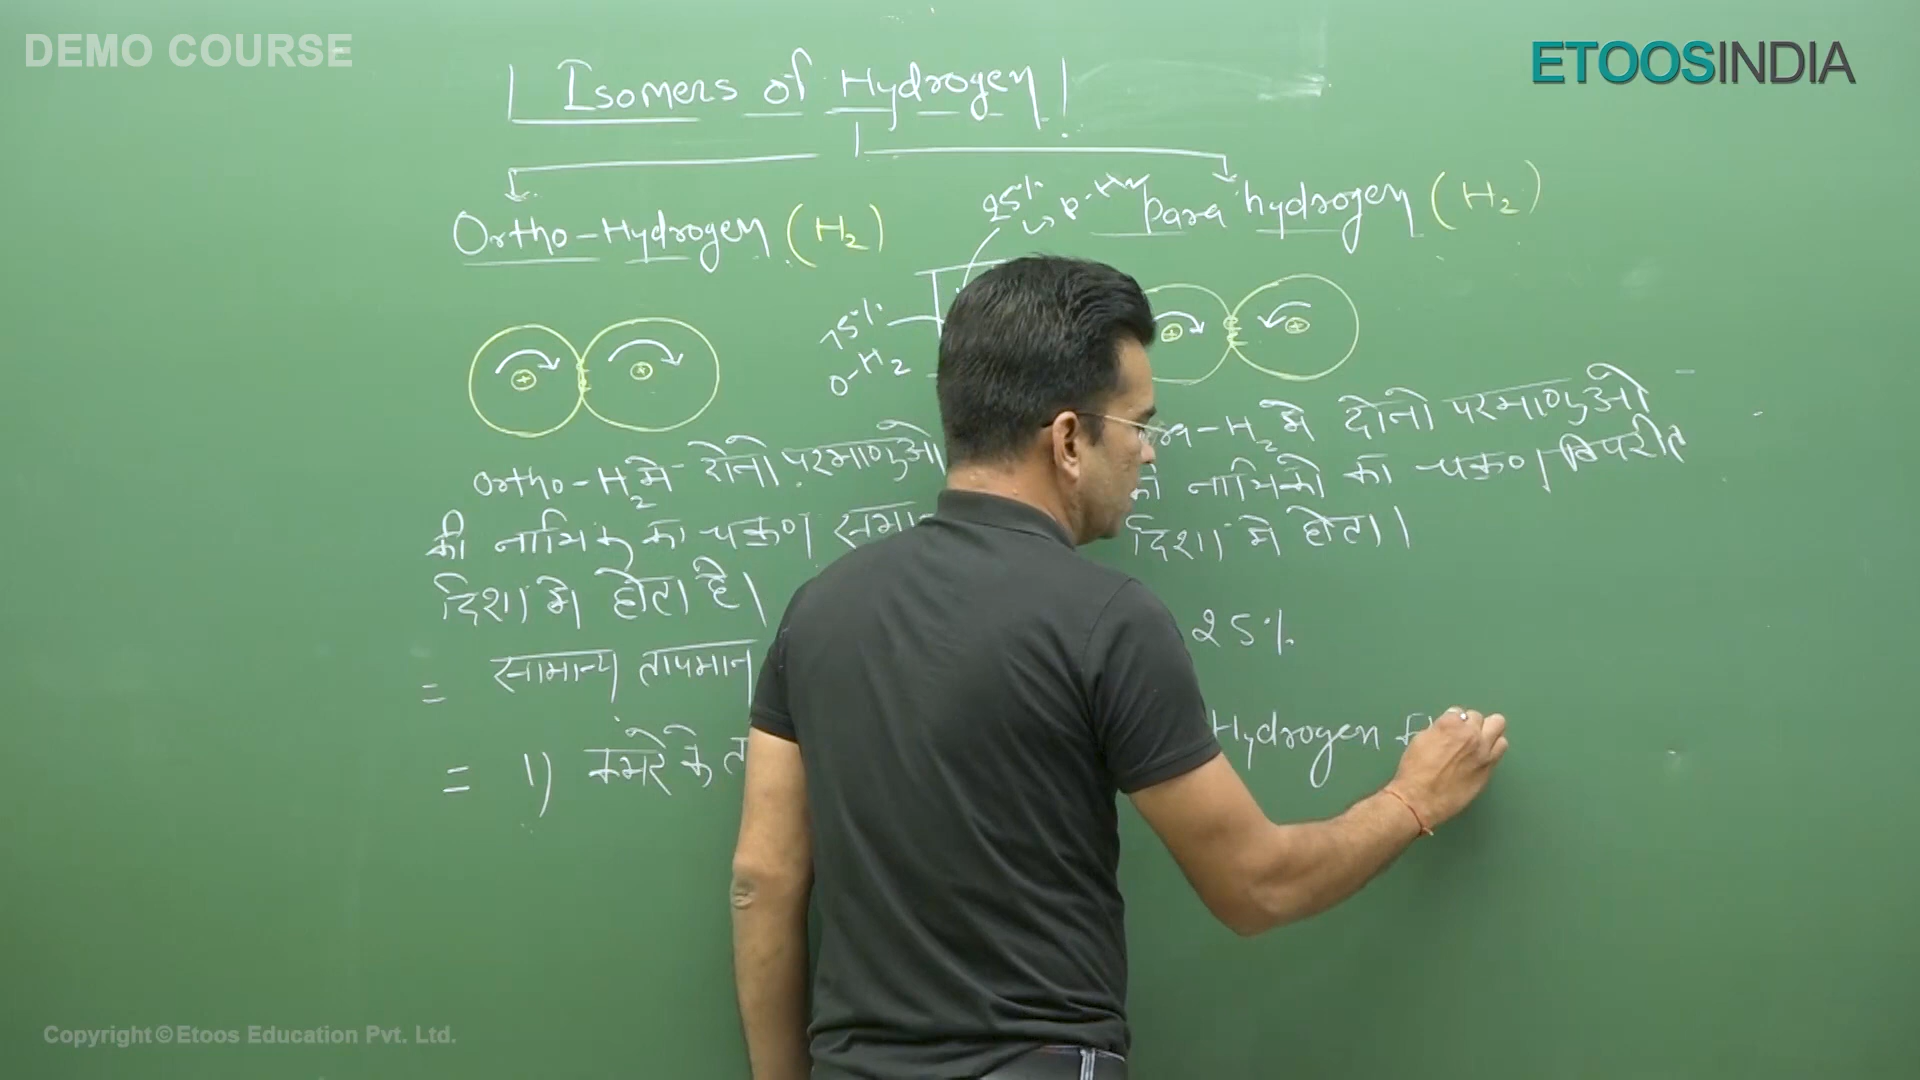 DEMO COURSE
ETOOSINDIA
Isomers of Hydrogen
Ortho-Hydrogen (H2)
25%
p-H2
para hydrogen (H2)
75%
O-H2
Ortho-H2 मे दोनो परमाणुओ
की नाभिक का चक्रण समा
दिशा मे होता है।
ra-H2 मे दोनो परमाणुओ
के नाभिको का चक्रण विपरीत
दिशा मे होता।
= सामान्य तापमान
25%
= 1) कमरे के त
Hydrogen
Copyright © Etoos Education Pvt. Ltd.